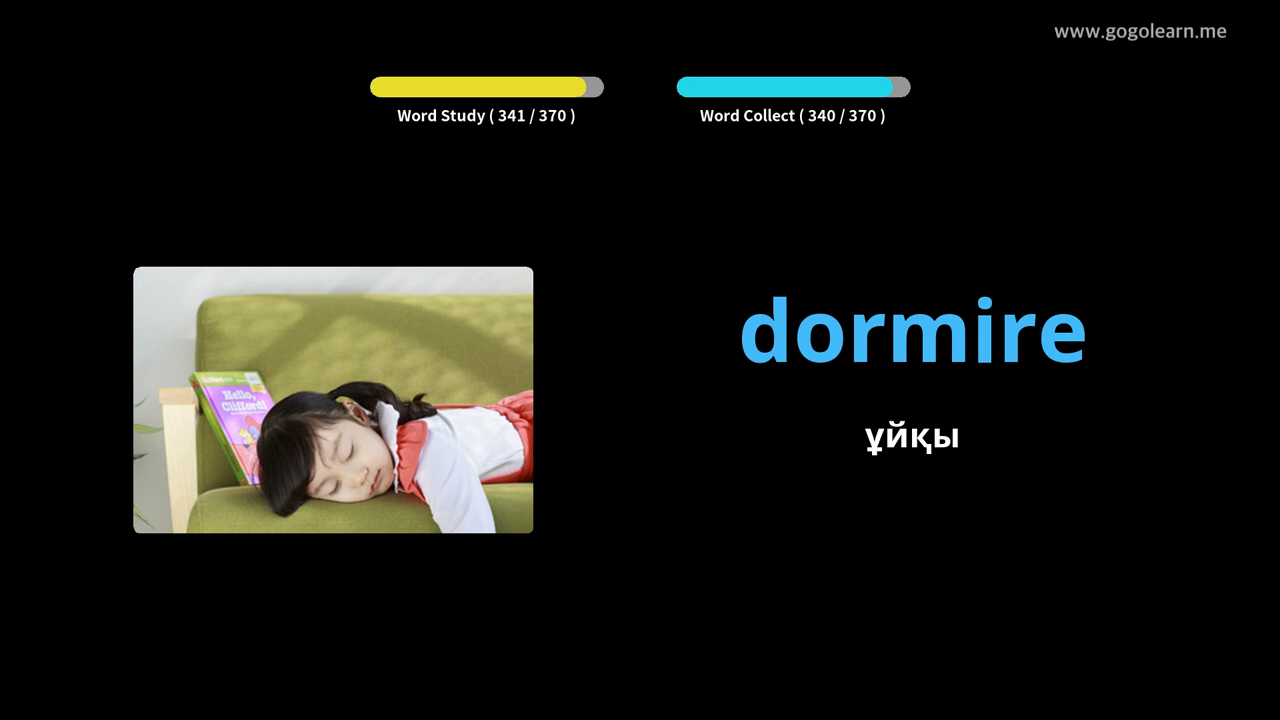 www.gogolearn.me
Word Study ( 341 / 370 )
Word Collect ( 340 / 370 )
Hello,
Clifford!
dormire
ұйқы